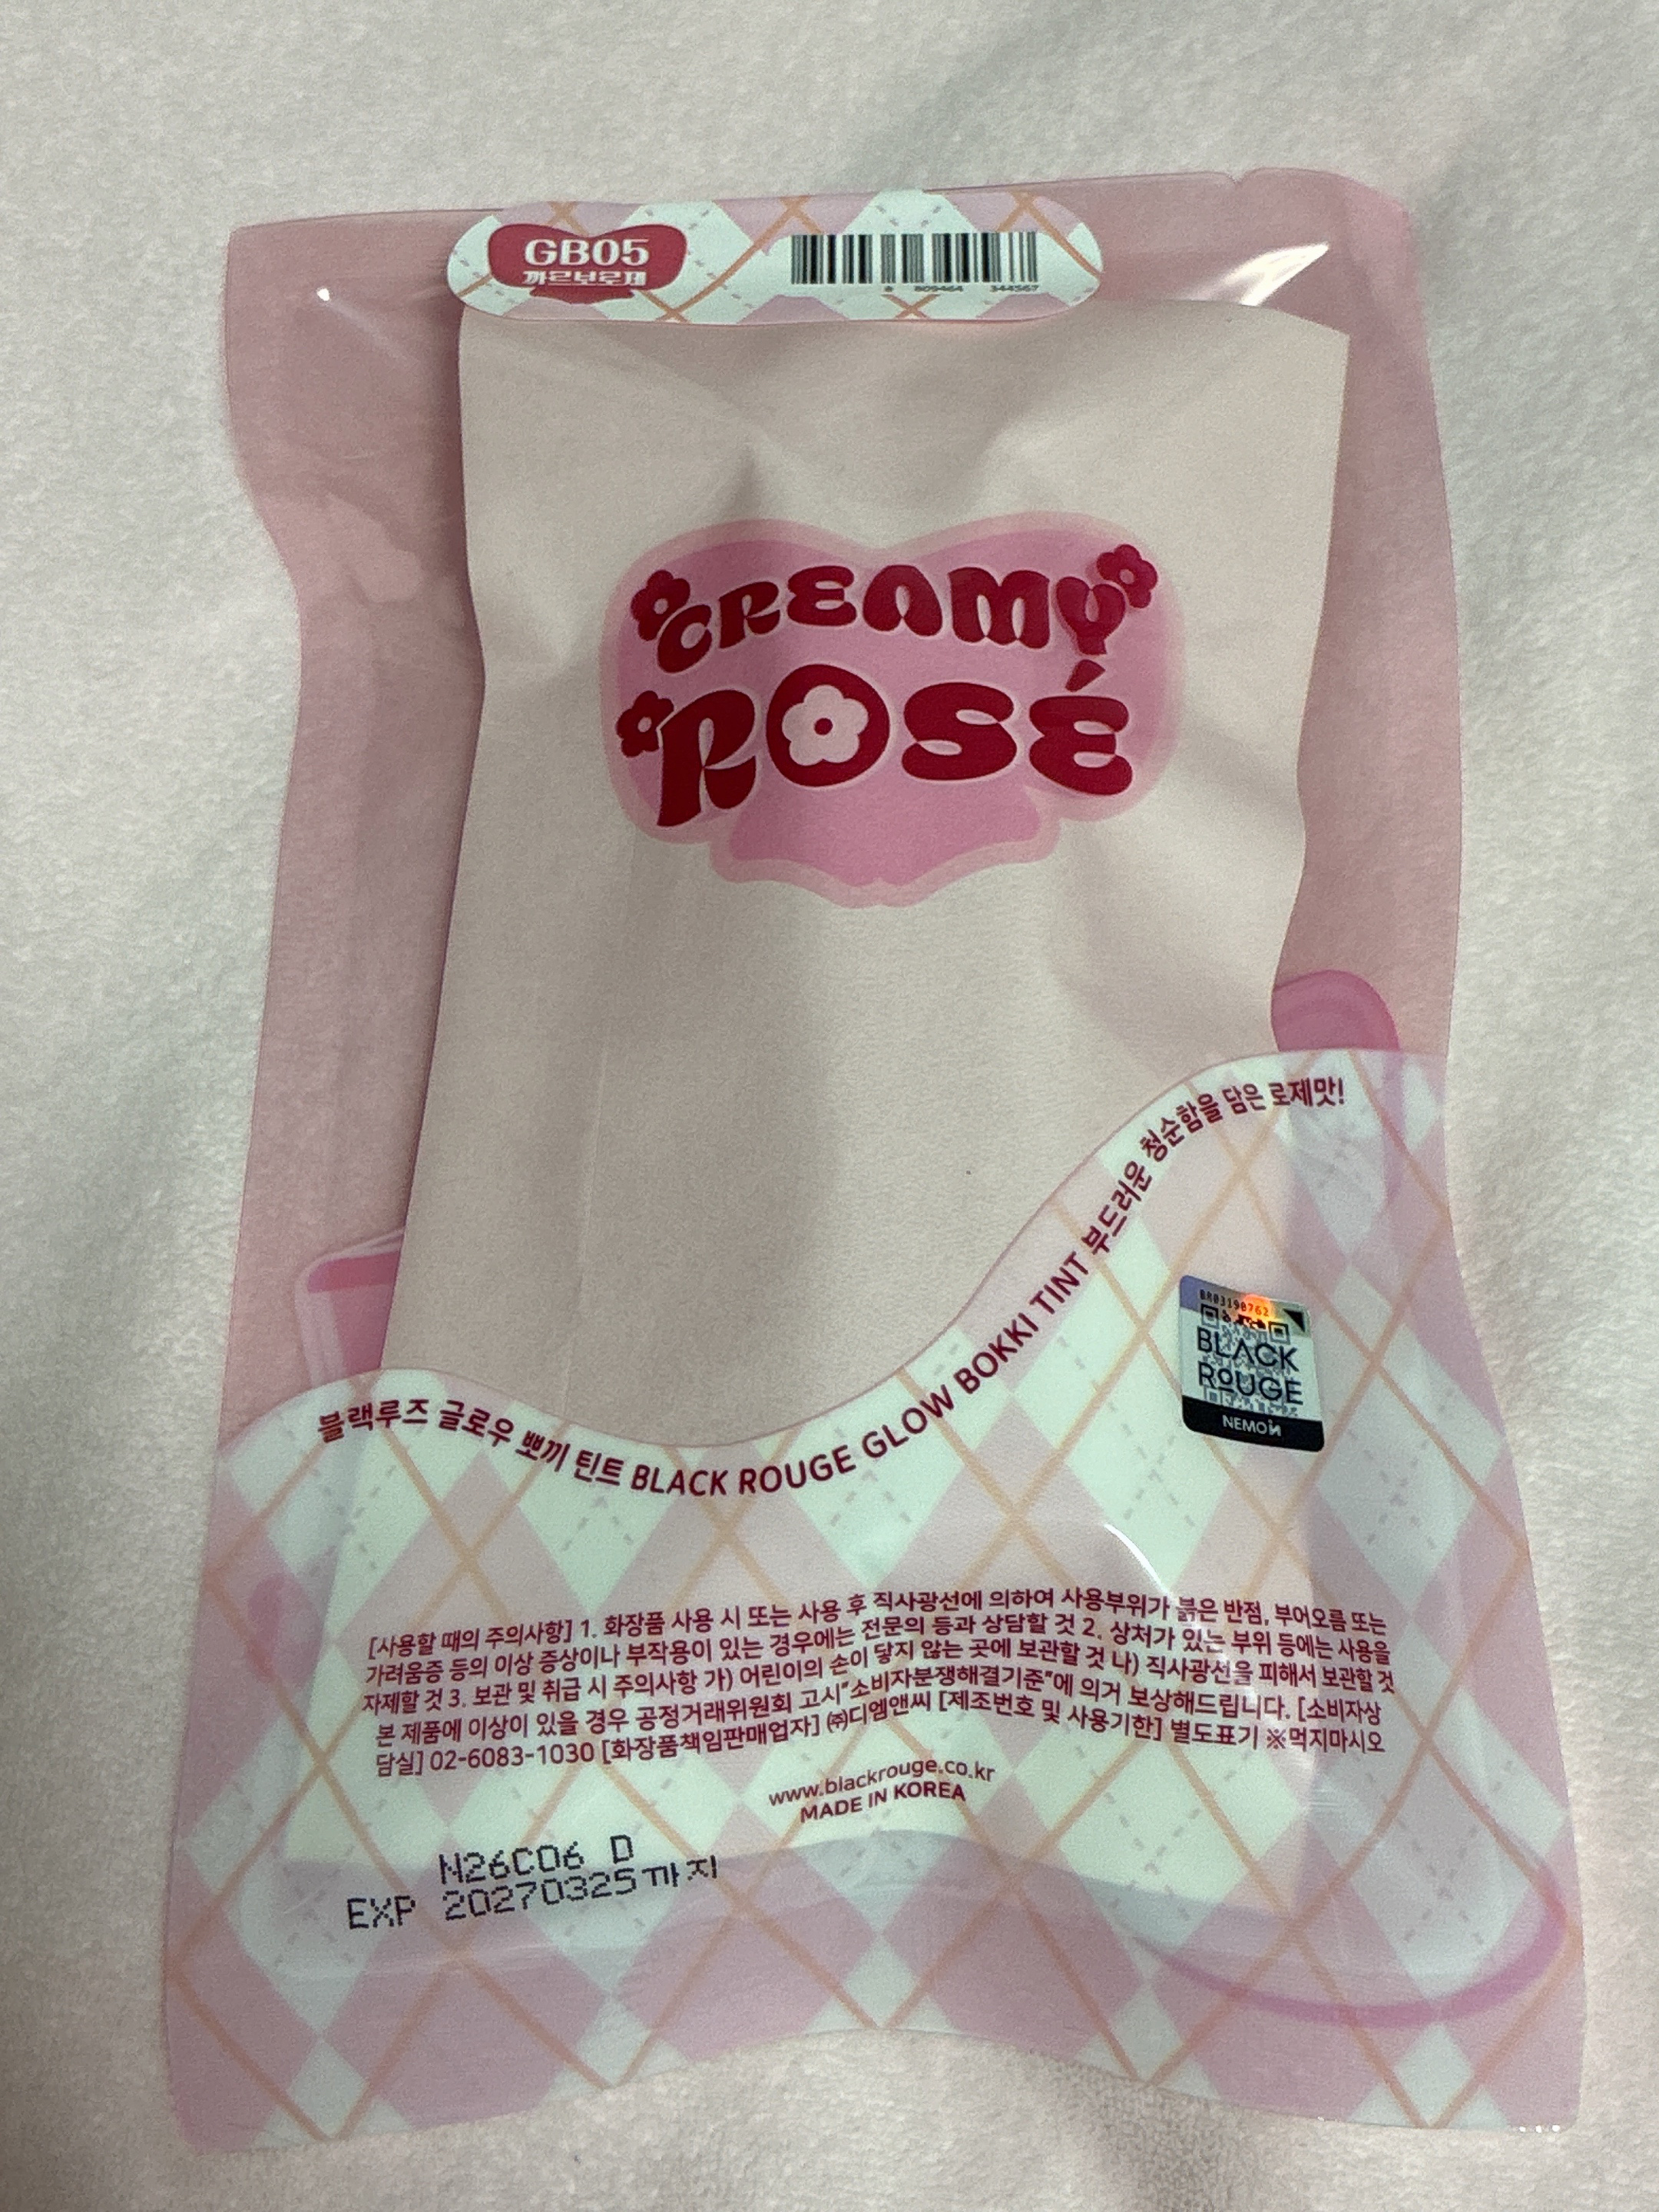 GB05
까르보로제
8 809464 344567
CREAMY
ROSÉ
블랙루즈 글로우 뽀끼 틴트 BLACK ROUGE GLOW BOKKI TINT 부드러운 청순함을 담은 로제맛!
BR03190762
BLACK
ROUGE
NEMO
[사용할 때의 주의사항] 1. 화장품 사용 시 또는 사용 후 직사광선에 의하여 사용부위가 붉은 반점, 부어오름 또는
가려움증 등의 이상 증상이나 부작용이 있는 경우에는 전문의 등과 상담할 것 2. 상처가 있는 부위 등에는 사용을
자제할 것 3. 보관 및 취급 시 주의사항 가) 어린이의 손이 닿지 않는 곳에 보관할 것 나) 직사광선을 피해서 보관할 것
본 제품에 이상이 있을 경우 공정거래위원회 고시"소비자분쟁해결기준"에 의거 보상해드립니다. [소비자상
담실] 02-6083-1030 [화장품책임판매업자] ㈜디엠앤씨 [제조번호 및 사용기한] 별도표기 ※먹지마시오
www.blackrouge.co.kr
MADE IN KOREA
N26C06 D
EXP 20270325까지